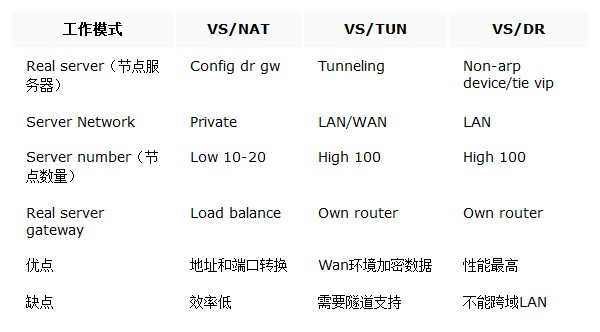 工作模式 VS/NAT VS/TUN VS/DR
Real server（节点服务器） Config dr gw Tunneling Non-arp device/tie vip
Server Network Private LAN/WAN LAN
Server number（节点数量） Low 10-20 High 100 High 100
Real server gateway Load balance Own router Own router
优点 地址和端口转换 Wan环境加密数据 性能最高
缺点 效率低 需要隧道支持 不能跨域LAN